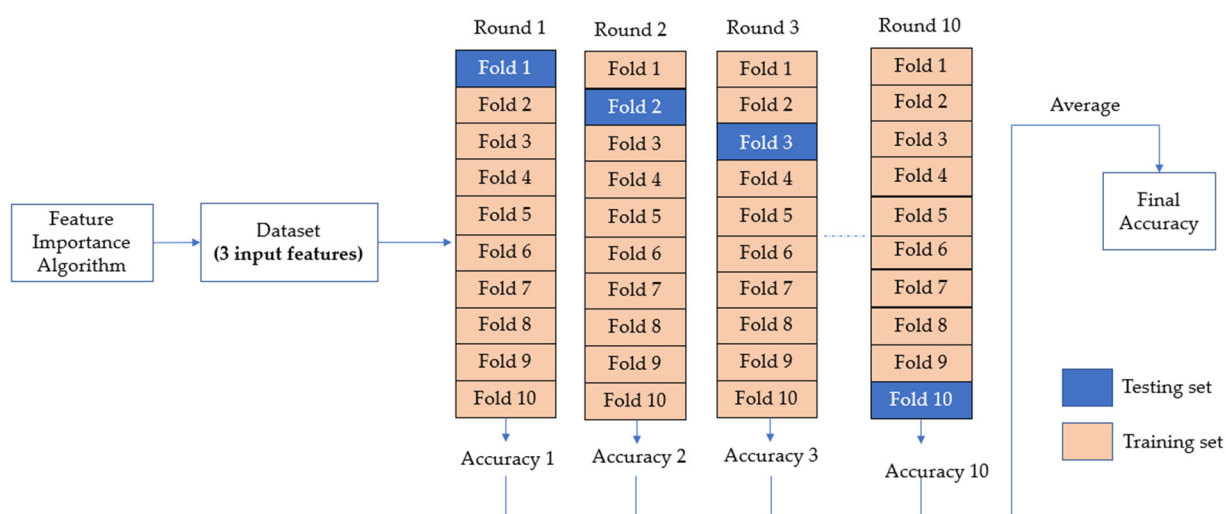 Round 1
Round 2
Round 3
Round 10
Feature
Importance
Algorithm
Dataset
(3 input features)
Fold 1
Fold 2
Fold 3
Fold 4
Fold 5
Fold 6
Fold 7
Fold 8
Fold 9
Fold 10
Accuracy 1
Fold 1
Fold 2
Fold 3
Fold 4
Fold 5
Fold 6
Fold 7
Fold 8
Fold 9
Fold 10
Accuracy 2
Fold 1
Fold 2
Fold 3
Fold 4
Fold 5
Fold 6
Fold 7
Fold 8
Fold 9
Fold 10
Accuracy 3
Fold 1
Fold 2
Fold 3
Fold 4
Fold 5
Fold 6
Fold 7
Fold 8
Fold 9
Fold 10
Accuracy 10
Average
Final
Accuracy
Testing set
Training set